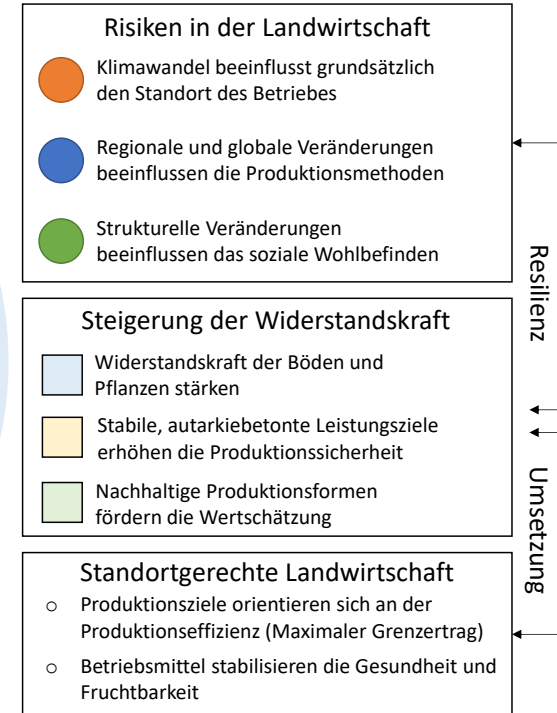 Risiken in der Landwirtschaft
Klimawandel beeinflusst grundsätzlich
den Standort des Betriebes
Regionale und globale Veränderungen
beeinflussen die Produktionsmethoden
Strukturelle Veränderungen
beeinflussen das soziale Wohlbefinden
Resilienz
Steigerung der Widerstandskraft
Widerstandskraft der Böden und
Pflanzen stärken
Stabile, autarkiebetonte Leistungsziele
erhöhen die Produktionssicherheit
Nachhaltige Produktionsformen
fördern die Wertschätzung
Umsetzung
Standortgerechte Landwirtschaft
○ Produktionsziele orientieren sich an der
Produktionseffizienz (Maximaler Grenzertrag)
○ Betriebsmittel stabilisieren die Gesundheit und
Fruchtbarkeit